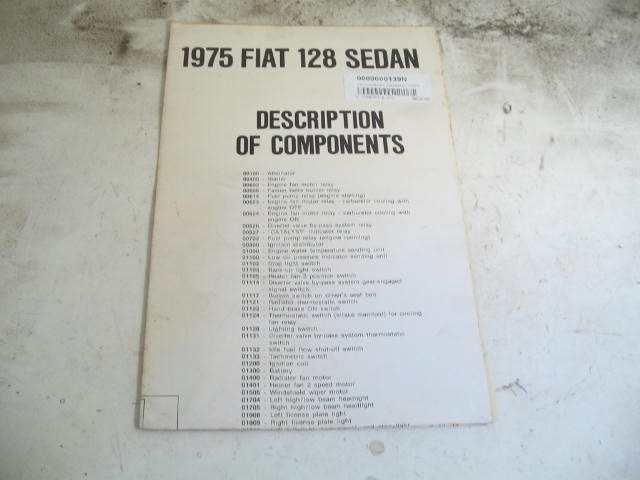 1975 FIAT 128 SEDAN
0000000139N
DESCRIPTION
OF COMPONENTS
00100 - Alternator
00400 - Starter
00603 - Engine fan motor relay
00606 - Fasten belts buzzer relay
00614 - Fuel pump relay (engine starting)
00623 - Engine fan motor relay - carburetor cooling with
engine OFF
00624 - Engine fan motor relay - carburetor cooling with
engine ON
00626 - Diverter valve by-pass system relay
00627 - "CATALYST" indicator relay
00702 - Fuel pump relay (engine running)
00800 - Ignition distributor
01000 - Engine water temperature sending unit
01100 - Low oil pressure indicator sending unit
01102 - Stop light switch
01103 - Back-up light switch
01105 - Heater fan 3 position switch
01114 - Diverter valve by-pass system gear-engaged
signal switch
01117 - Button switch on driver's seat belt
01121 - Radiator thermostatic switch
01122 - Hand-brake ON switch
01124 - Thermostatic switch (intake manifold) for cooling
fan relay
01128 - Lighting switch
01131 - Diverter valve by-pass system thermostatic
switch
01132 - Idle fuel flow shut-off switch
01133 - Tachimetric switch
01200 - Ignition coil
01300 - Battery
01400 - Radiator fan motor
01401 - Heater fan 2 speed motor
01505 - Windshield wiper motor
01704 - Left high/low beam headlight
01705 - Right high/low beam headlight
01908 - Left license plate light
01909 - Right license plate light